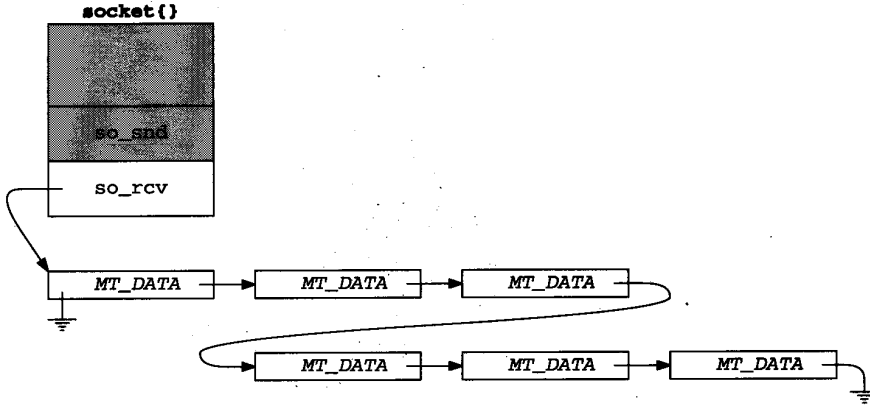 socket{}
so_snd
so_rcv
MT_DATA MT_DATA MT_DATA
MT_DATA MT_DATA MT_DATA